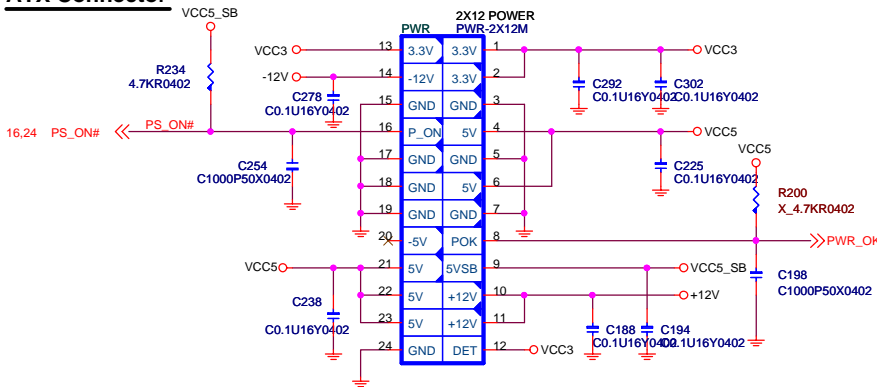 ATX Connector
VCC5_SB
2X12 POWER
PWR
PWR-2X12M
VCC3
13
3.3V
3.3V
1
VCC3
R234
4.7KR0402
-12V
14
-12V
3.3V
2
C292
C0.1U16Y0402
C302
C0.1U16Y0402
C278
C0.1U16Y0402
15
GND
GND
3
16,24
PS_ON#
PS_ON#
16
P_ON
5V
4
VCC5
17
GND
GND
5
VCC5
C254
C1000P50X0402
18
GND
5V
6
C225
C0.1U16Y0402
R200
X_4.7KR0402
19
GND
GND
7
20
-5V
POK
8
PWR_OK
VCC5
21
5V
5VSB
9
VCC5_SB
C198
C1000P50X0402
22
5V
+12V
10
+12V
C238
C0.1U16Y0402
23
5V
+12V
11
C188
C0.1U16Y0402
C194
C0.1U16Y0402
24
GND
DET
12
VCC3